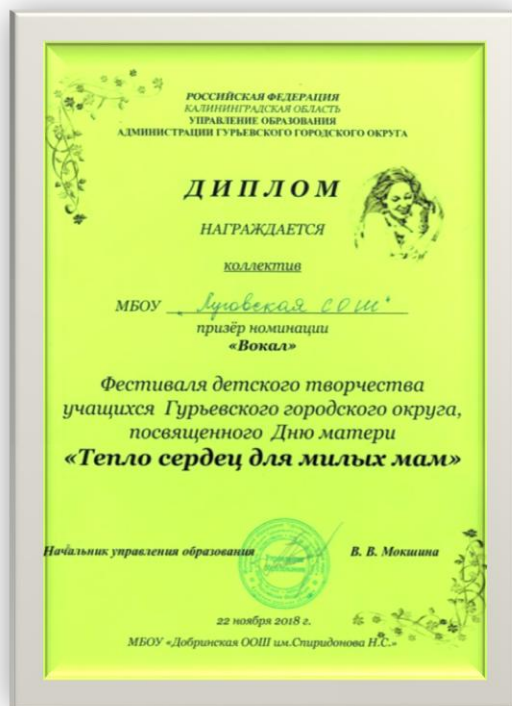 РОССИЙСКАЯ ФЕДЕРАЦИЯ
КАЛИНИНГРАДСКАЯ ОБЛАСТЬ
УПРАВЛЕНИЕ ОБРАЗОВАНИЯ
АДМИНИСТРАЦИИ ГУРЬЕВСКОГО ГОРОДСКОГО ОКРУГА
ДИПЛОМ
НАГРАЖДАЕТСЯ
коллектив
МБОУ "Луговская СОШ"
призёр номинации
«Вокал»
Фестиваля детского творчества
учащихся Гурьевского городского округа,
посвященного Дню матери
«Тепло сердец для милых мам»
Начальник управления образования В. В. Мокшина
22 ноября 2018 г.
МБОУ «Добринская ООШ им.Спиридонова Н.С.»